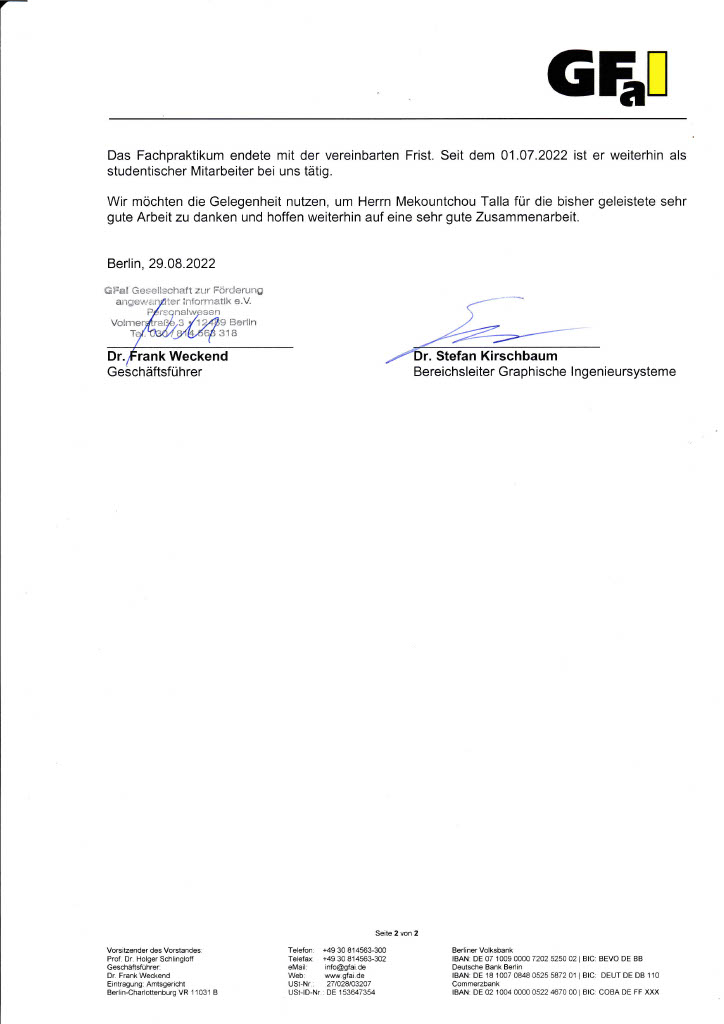 GFaI
Das Fachpraktikum endete mit der vereinbarten Frist. Seit dem 01.07.2022 ist er weiterhin als
studentischer Mitarbeiter bei uns tätig.
Wir möchten die Gelegenheit nutzen, um Herrn Mekountchou Talla für die bisher geleistete sehr
gute Arbeit zu danken und hoffen weiterhin auf eine sehr gute Zusammenarbeit.
Berlin, 29.08.2022
GFaI Gesellschaft zur Förderung
angewandter Informatik e.V.
Personalwesen
Volmerstraße 3 • 12489 Berlin
Tel. 030 / 814 563 318
Dr. Frank Weckend
Geschäftsführer
Dr. Stefan Kirschbaum
Bereichsleiter Graphische Ingenieursysteme
Seite 2 von 2
Vorsitzender des Vorstandes:
Prof. Dr. Holger Schlingloff
Geschäftsführer:
Dr. Frank Weckend
Eintragung: Amtsgericht
Berlin-Charlottenburg VR 11031 B
Telefon: +49 30 814563-300
Telefax: +49 30 814563-302
eMail: info@gfai.de
Web: www.gfai.de
USt-Nr.: 27/028/03207
USt-ID-Nr.: DE 153647354
Berliner Volksbank
IBAN: DE 07 1009 0000 7202 5250 02 | BIC: BEVO DE BB
Deutsche Bank Berlin
IBAN: DE 18 1007 0848 0525 5872 01 | BIC: DEUT DE DB 110
Commerzbank
IBAN: DE 02 1004 0000 0522 4670 00 | BIC: COBA DE FF XXX